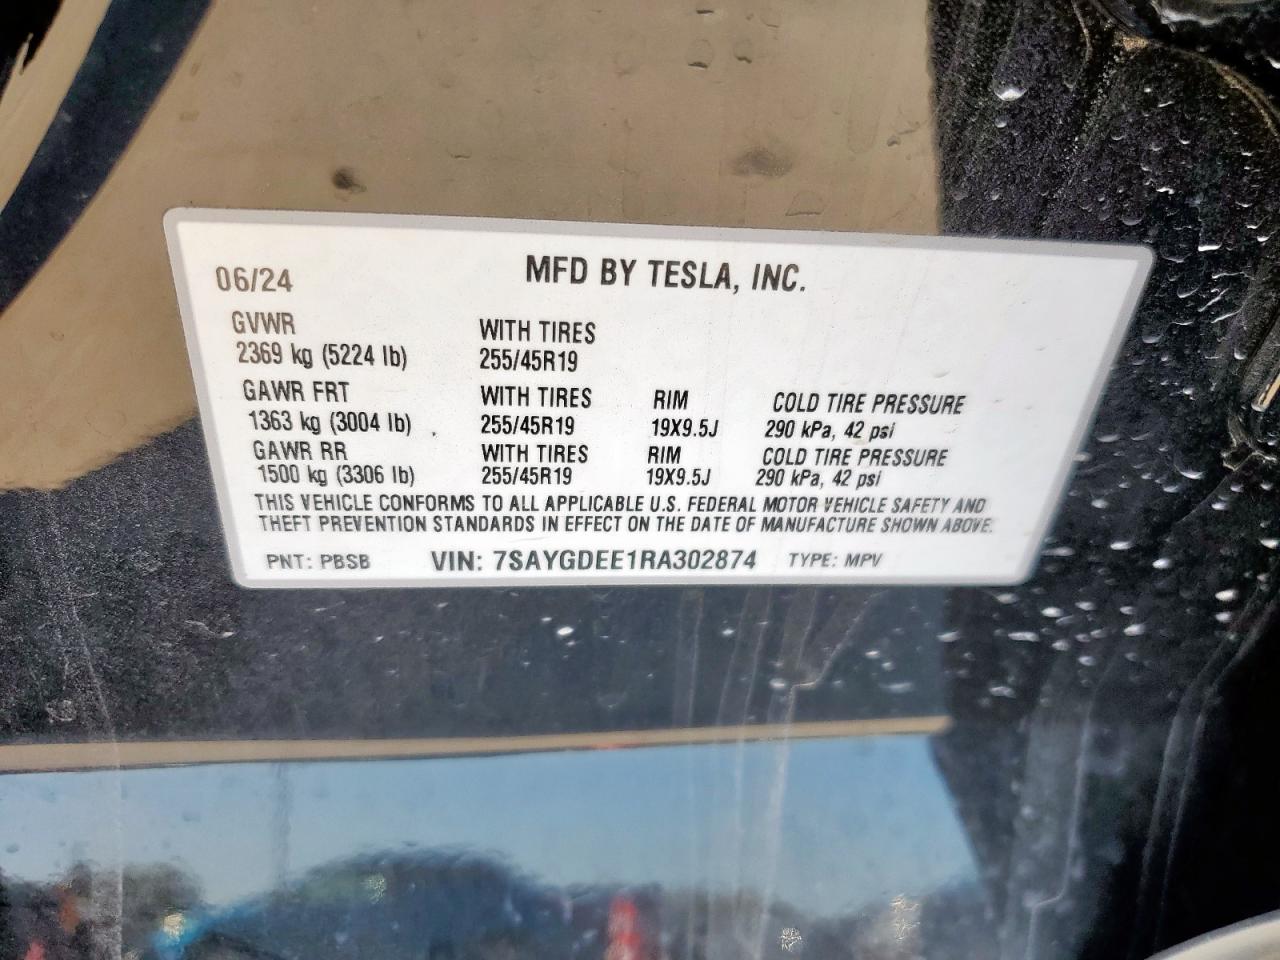 06/24 MFD BY TESLA, INC.
GVWR WITH TIRES
2369 kg (5224 lb) 255/45R19
GAWR FRT WITH TIRES RIM COLD TIRE PRESSURE
1363 kg (3004 lb) 255/45R19 19X9.5J 290 kPa, 42 psi
GAWR RR WITH TIRES RIM COLD TIRE PRESSURE
1500 kg (3306 lb) 255/45R19 19X9.5J 290 kPa, 42 psi
THIS VEHICLE CONFORMS TO ALL APPLICABLE U.S. FEDERAL MOTOR VEHICLE SAFETY AND
THEFT PREVENTION STANDARDS IN EFFECT ON THE DATE OF MANUFACTURE SHOWN ABOVE.
PNT: PBSB VIN: 7SAYGDEE1RA302874 TYPE: MPV